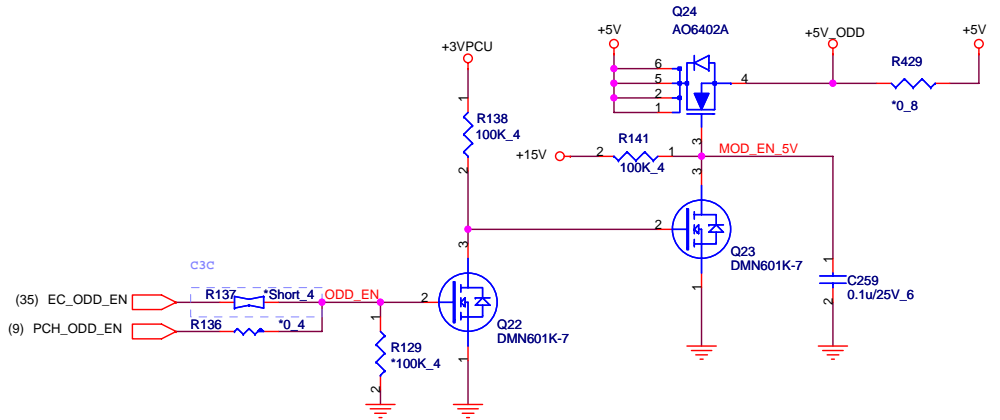 Q24
AO6402A
+5V
+5V_ODD
+5V
+3VPCU
6
5
2
1
4
R429
*0_8
3
1
R138
100K_4
2
R141
+15V
2
1
100K_4
MOD_EN_5V
3
2
Q23
DMN601K-7
1
3
C3C
1
C259
0.1u/25V_6
2
(35) EC_ODD_EN
R137
*Short_4
ODD_EN
2
(9) PCH_ODD_EN
R136
*0_4
1
R129
*100K_4
2
Q22
DMN601K-7
1